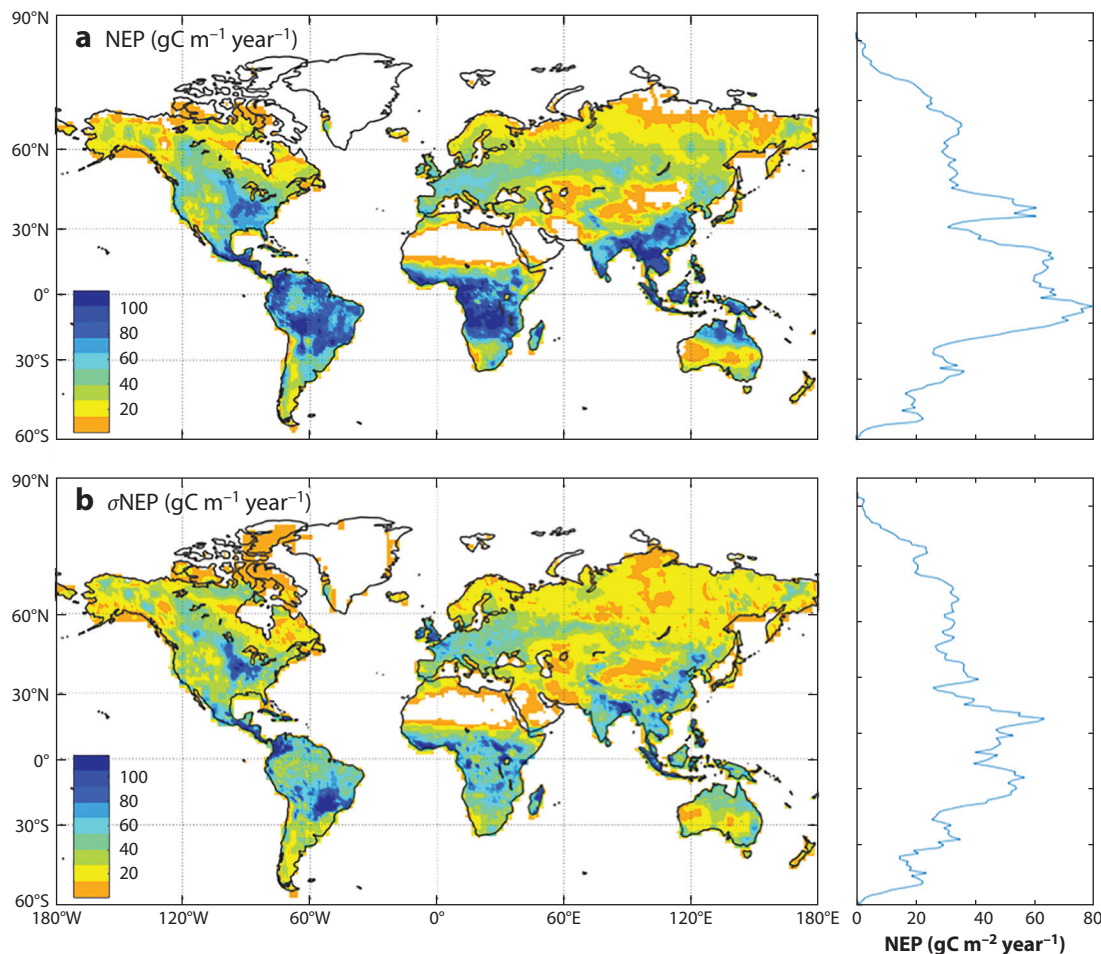 a NEP (gC m⁻¹ year⁻¹)
90°N
60°N
30°N
0°
30°S
60°S
100
80
60
40
20
b σNEP (gC m⁻¹ year⁻¹)
90°N
60°N
30°N
0°
30°S
60°S
100
80
60
40
20
180°W 120°W 60°W 0° 60°E 120°E 180°E
0 20 40 60 80
NEP (gC m⁻² year⁻¹)